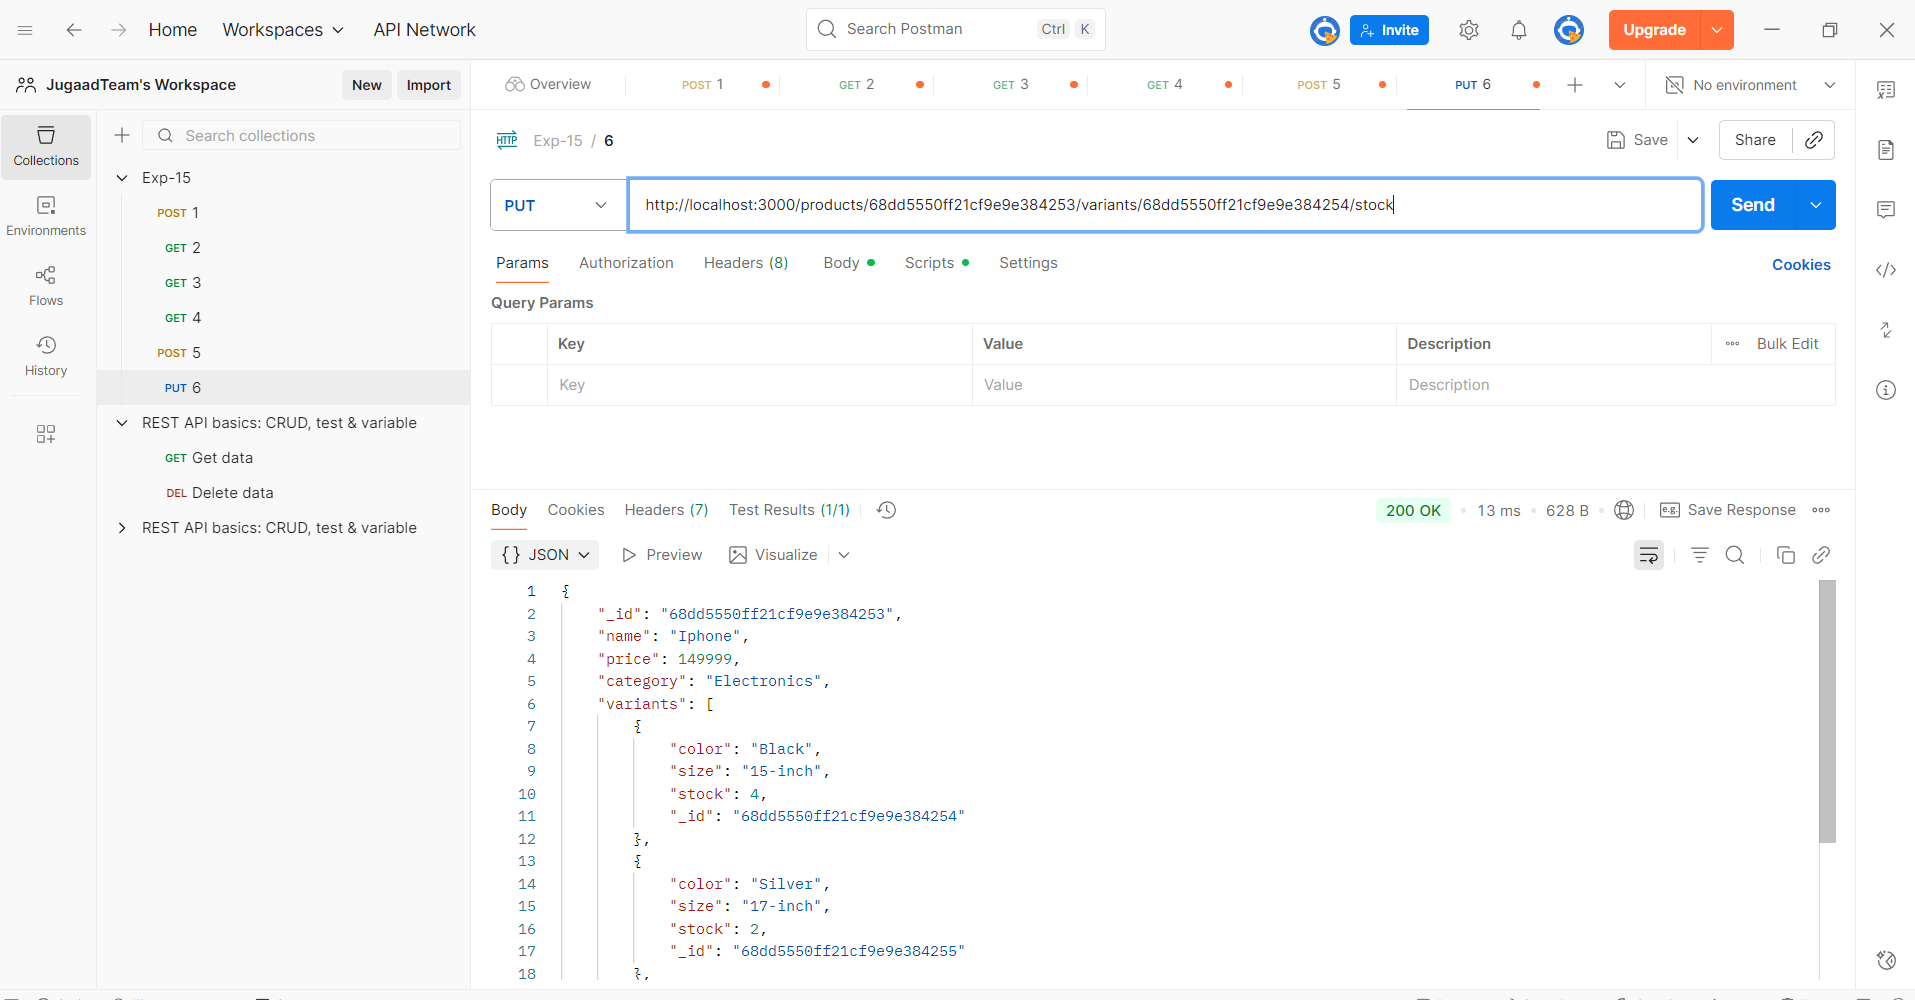 Home Workspaces API Network Search Postman Ctrl K Invite Upgrade
JugaadTeam's Workspace New Import
Overview POST 1 GET 2 GET 3 GET 4 POST 5 PUT 6 No environment
Collections
Environments
Flows
History
Search collections
Exp-15
POST 1
GET 2
GET 3
GET 4
POST 5
PUT 6
REST API basics: CRUD, test & variable
GET Get data
DEL Delete data
REST API basics: CRUD, test & variable
HTTP Exp-15 / 6 Save Share
PUT http://localhost:3000/products/68dd5550ff21cf9e9e384253/variants/68dd5550ff21cf9e9e384254/stock Send
Params Authorization Headers (8) Body Scripts Settings Cookies
Query Params
Key Value Description Bulk Edit
Key Value Description
Body Cookies Headers (7) Test Results (1/1) 200 OK 13 ms 628 B e.g. Save Response
{} JSON Preview Visualize
1 {
2 "_id": "68dd5550ff21cf9e9e384253",
3 "name": "Iphone",
4 "price": 149999,
5 "category": "Electronics",
6 "variants": [
7 {
8 "color": "Black",
9 "size": "15-inch",
10 "stock": 4,
11 "_id": "68dd5550ff21cf9e9e384254"
12 },
13 {
14 "color": "Silver",
15 "size": "17-inch",
16 "stock": 2,
17 "_id": "68dd5550ff21cf9e9e384255"
18 },